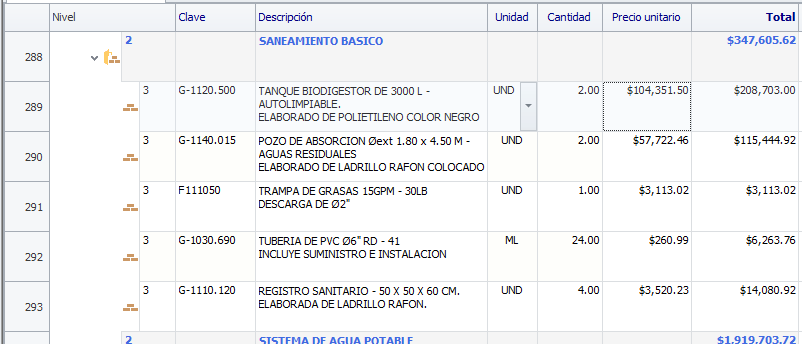 Nivel Clave Descripción Unidad Cantidad Precio unitario Total
288 2 SANEAMIENTO BASICO $347,605.62
289 3 G-1120.500 TANQUE BIODIGESTOR DE 3000 L - UND 2.00 $104,351.50 $208,703.00
AUTOLIMPIABLE.
ELABORADO DE POLIETILENO COLOR NEGRO
290 3 G-1140.015 POZO DE ABSORCION Øext 1.80 x 4.50 M - UND 2.00 $57,722.46 $115,444.92
AGUAS RESIDUALES
ELABORADO DE LADRILLO RAFON COLOCADO
291 3 F111050 TRAMPA DE GRASAS 15GPM - 30LB UND 1.00 $3,113.02 $3,113.02
DESCARGA DE Ø2"
292 3 G-1030.690 TUBERIA DE PVC Ø6" RD - 41 ML 24.00 $260.99 $6,263.76
INCLUYE SUMINISTRO E INSTALACION
293 3 G-1110.120 REGISTRO SANITARIO - 50 X 50 X 60 CM. UND 4.00 $3,520.23 $14,080.92
ELABORADA DE LADRILLO RAFON.
2 SISTEMA DE AGUA POTABLE $1,919,703.72